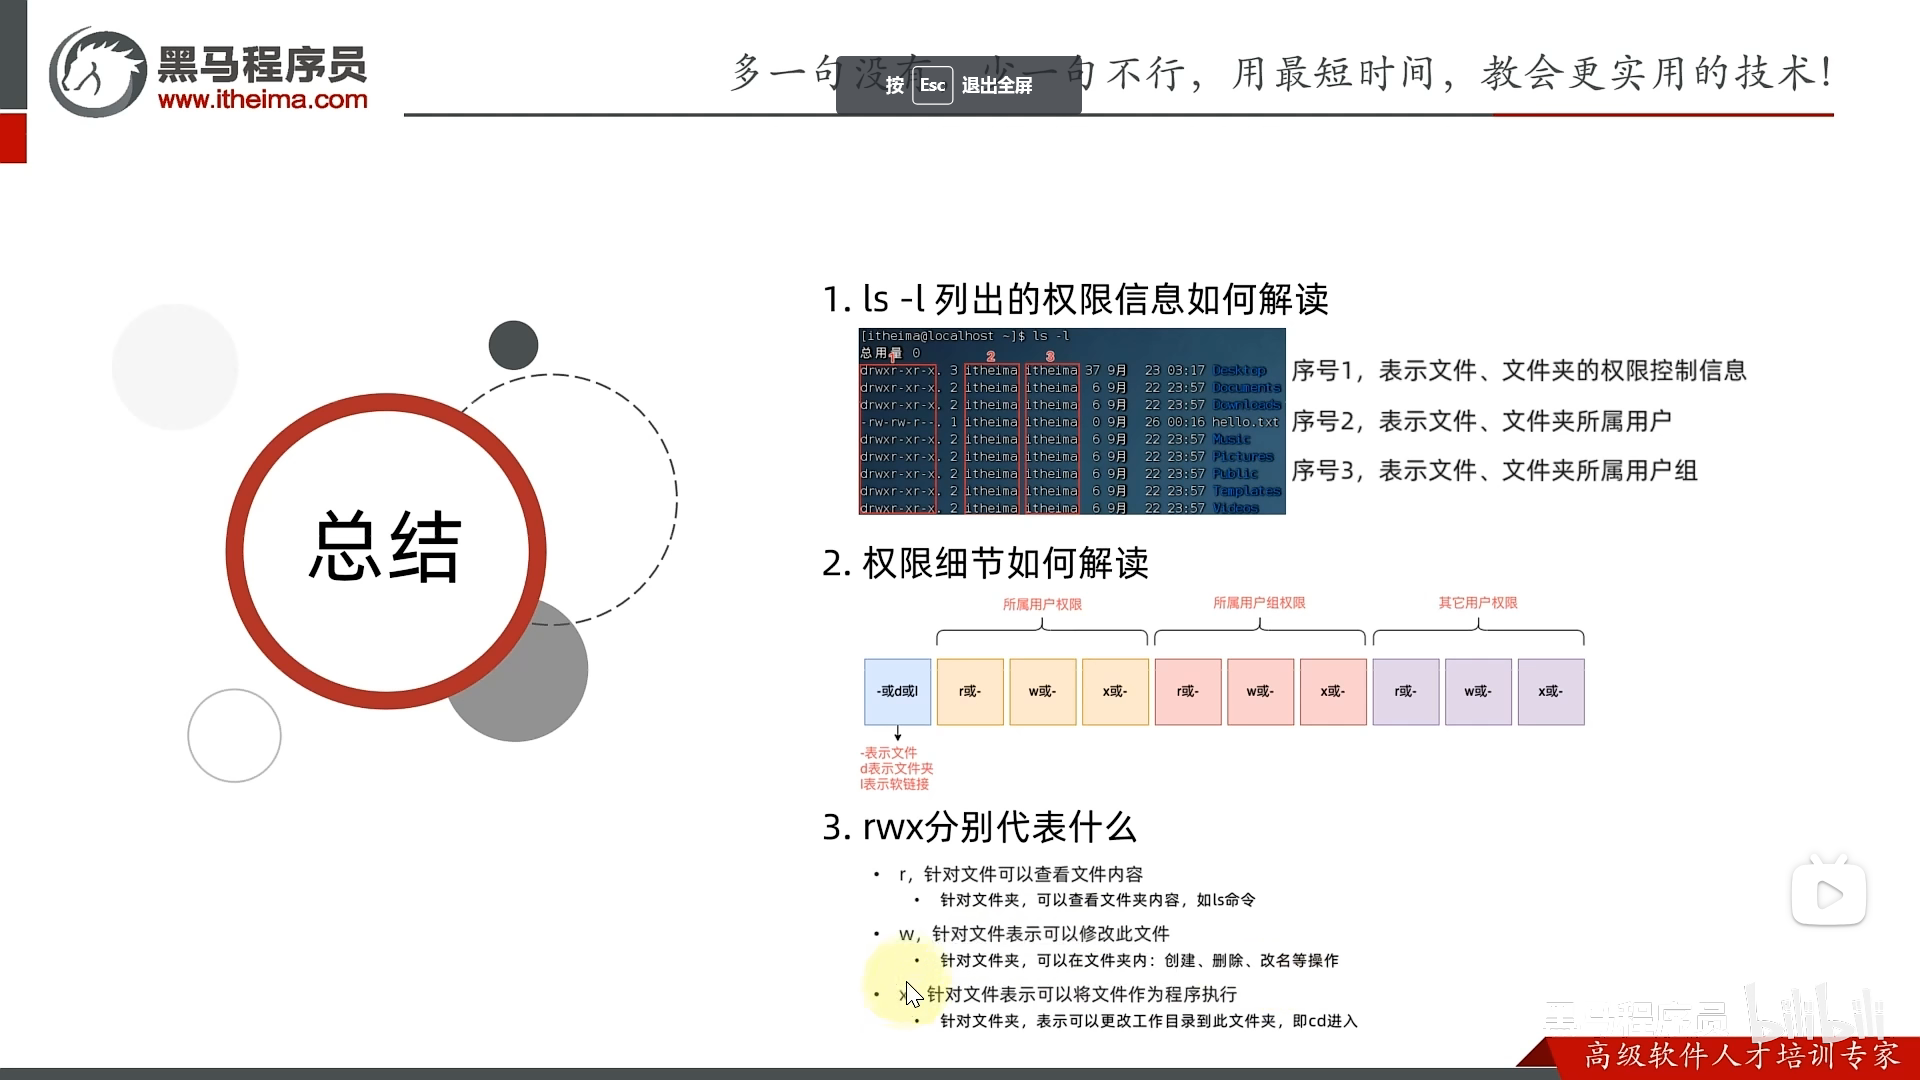 黑马程序员
www.itheima.com
多一句没有，少一句不行，用最短时间，教会更实用的技术！
按 Esc 退出全屏
总结
1. ls -l 列出的权限信息如何解读
[itheima@localhost ~]$ ls -l
总用量 0
1 2 3
drwxr-xr-x. 3 itheima itheima 37 9月 23 03:17 Desktop
drwxr-xr-x. 2 itheima itheima 6 9月 22 23:57 Documents
drwxr-xr-x. 2 itheima itheima 6 9月 22 23:57 Downloads
-rw-rw-r--. 1 itheima itheima 0 9月 26 00:16 hello.txt
drwxr-xr-x. 2 itheima itheima 6 9月 22 23:57 Music
drwxr-xr-x. 2 itheima itheima 6 9月 22 23:57 Pictures
drwxr-xr-x. 2 itheima itheima 6 9月 22 23:57 Public
drwxr-xr-x. 2 itheima itheima 6 9月 22 23:57 Templates
drwxr-xr-x. 2 itheima itheima 6 9月 22 23:57 Videos
序号1，表示文件、文件夹的权限控制信息
序号2，表示文件、文件夹所属用户
序号3，表示文件、文件夹所属用户组
2. 权限细节如何解读
所属用户权限 所属用户组权限 其它用户权限
-或d或l r或- w或- x或- r或- w或- x或- r或- w或- x或-
-表示文件
d表示文件夹
l表示软链接
3. rwx分别代表什么
• r，针对文件可以查看文件内容
• 针对文件夹，可以查看文件夹内容，如ls命令
• w，针对文件表示可以修改此文件
• 针对文件夹，可以在文件夹内：创建、删除、改名等操作
• x，针对文件表示可以将文件作为程序执行
• 针对文件夹，表示可以更改工作目录到此文件夹，即cd进入
黑马程序员 bilibili
高级软件人才培训专家